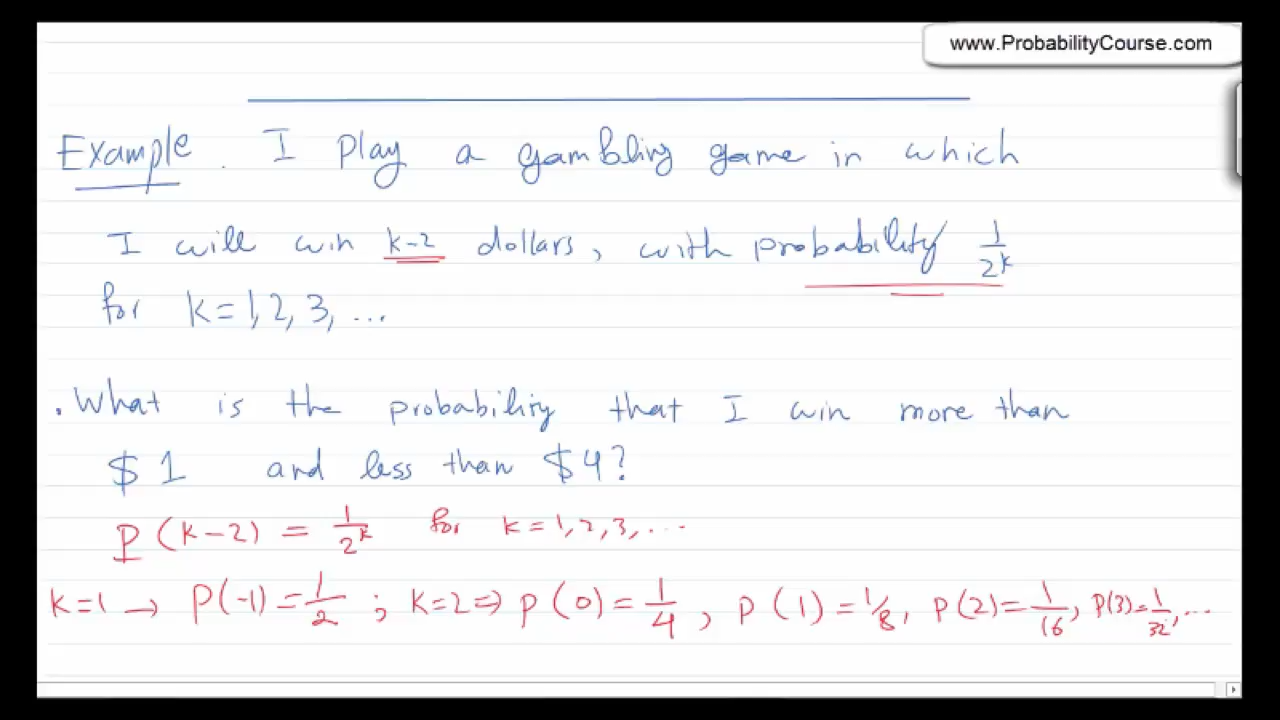 www.ProbabilityCourse.com
Example. I play a gambling game in which
I will win k-2 dollars, with probability 1/2^k
for k=1,2,3,...
. What is the probability that I win more than
$1 and less than $4?
P(k-2) = 1/2^k for k=1,2,3,...
k=1 → P(-1)=1/2 ; k=2 ⇒ P(0)=1/4, P(1)=1/8, P(2)=1/16, P(3)=1/32,...